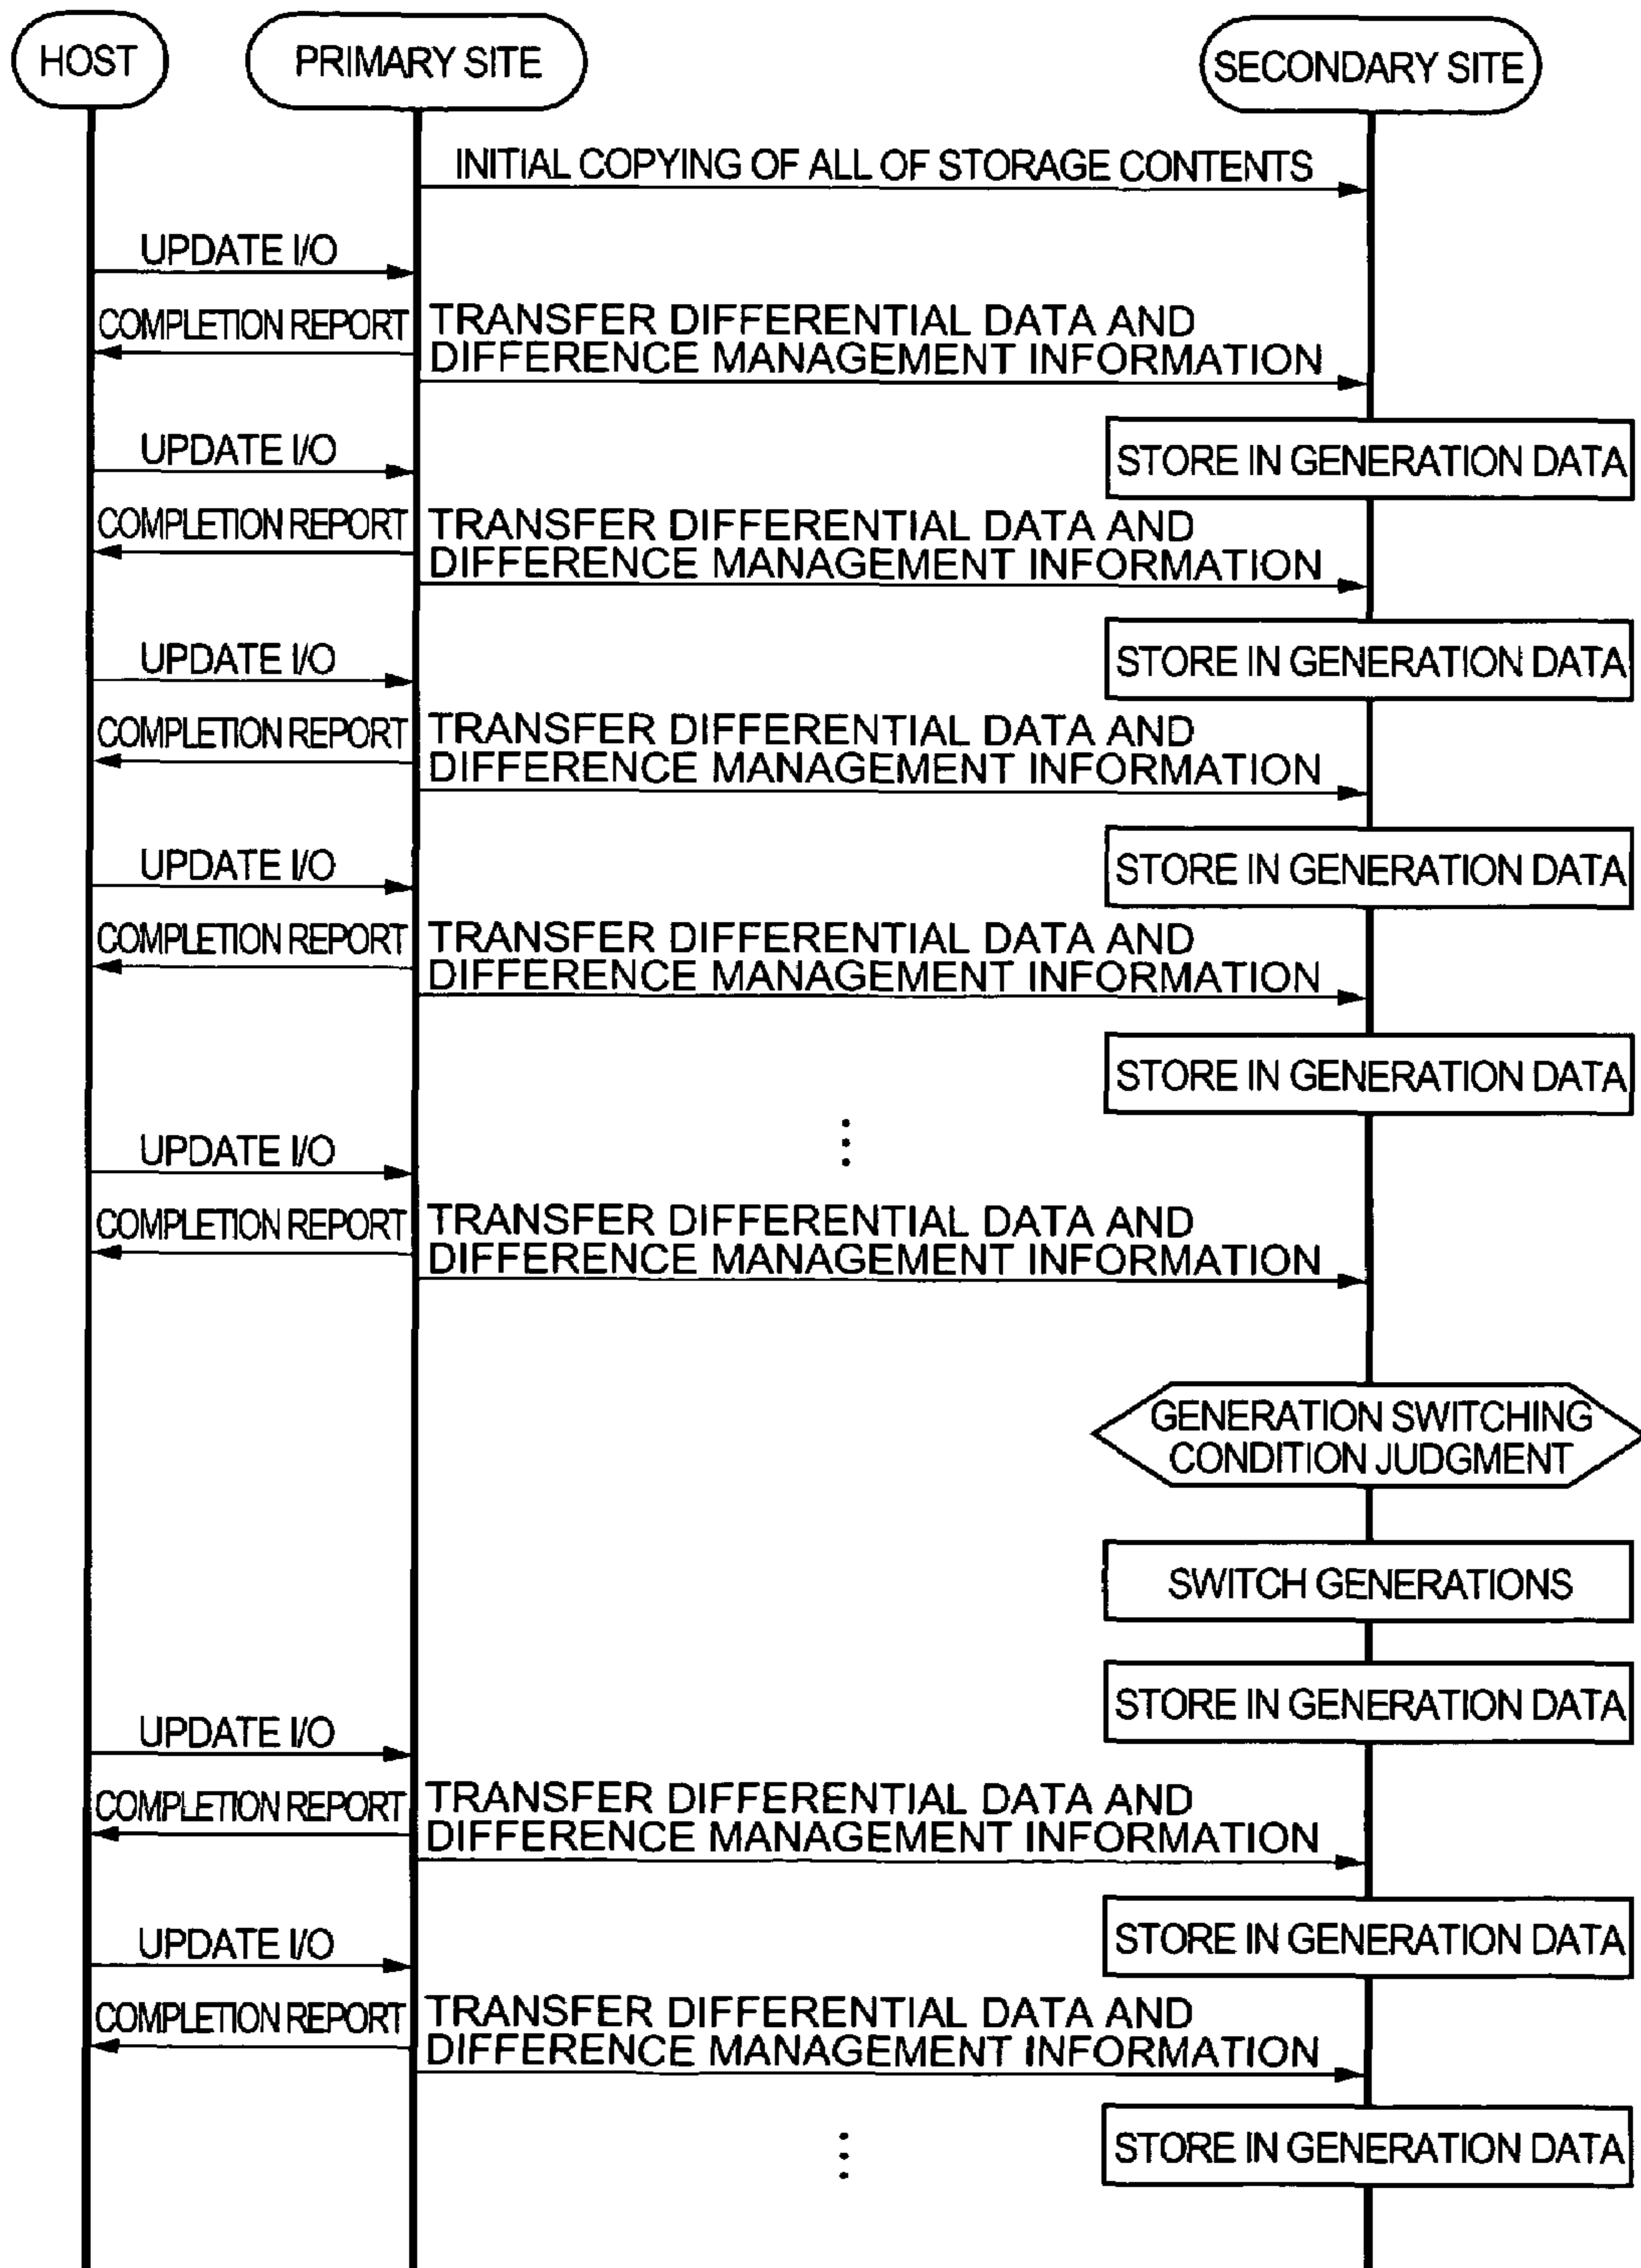 HOST
PRIMARY SITE
SECONDARY SITE
INITIAL COPYING OF ALL OF STORAGE CONTENTS
UPDATE I/O
COMPLETION REPORT
TRANSFER DIFFERENTIAL DATA AND
DIFFERENCE MANAGEMENT INFORMATION
UPDATE I/O
STORE IN GENERATION DATA
COMPLETION REPORT
TRANSFER DIFFERENTIAL DATA AND
DIFFERENCE MANAGEMENT INFORMATION
UPDATE I/O
STORE IN GENERATION DATA
COMPLETION REPORT
TRANSFER DIFFERENTIAL DATA AND
DIFFERENCE MANAGEMENT INFORMATION
UPDATE I/O
STORE IN GENERATION DATA
COMPLETION REPORT
TRANSFER DIFFERENTIAL DATA AND
DIFFERENCE MANAGEMENT INFORMATION
STORE IN GENERATION DATA
UPDATE I/O
COMPLETION REPORT
TRANSFER DIFFERENTIAL DATA AND
DIFFERENCE MANAGEMENT INFORMATION
GENERATION SWITCHING
CONDITION JUDGMENT
SWITCH GENERATIONS
STORE IN GENERATION DATA
UPDATE I/O
COMPLETION REPORT
TRANSFER DIFFERENTIAL DATA AND
DIFFERENCE MANAGEMENT INFORMATION
STORE IN GENERATION DATA
UPDATE I/O
COMPLETION REPORT
TRANSFER DIFFERENTIAL DATA AND
DIFFERENCE MANAGEMENT INFORMATION
STORE IN GENERATION DATA